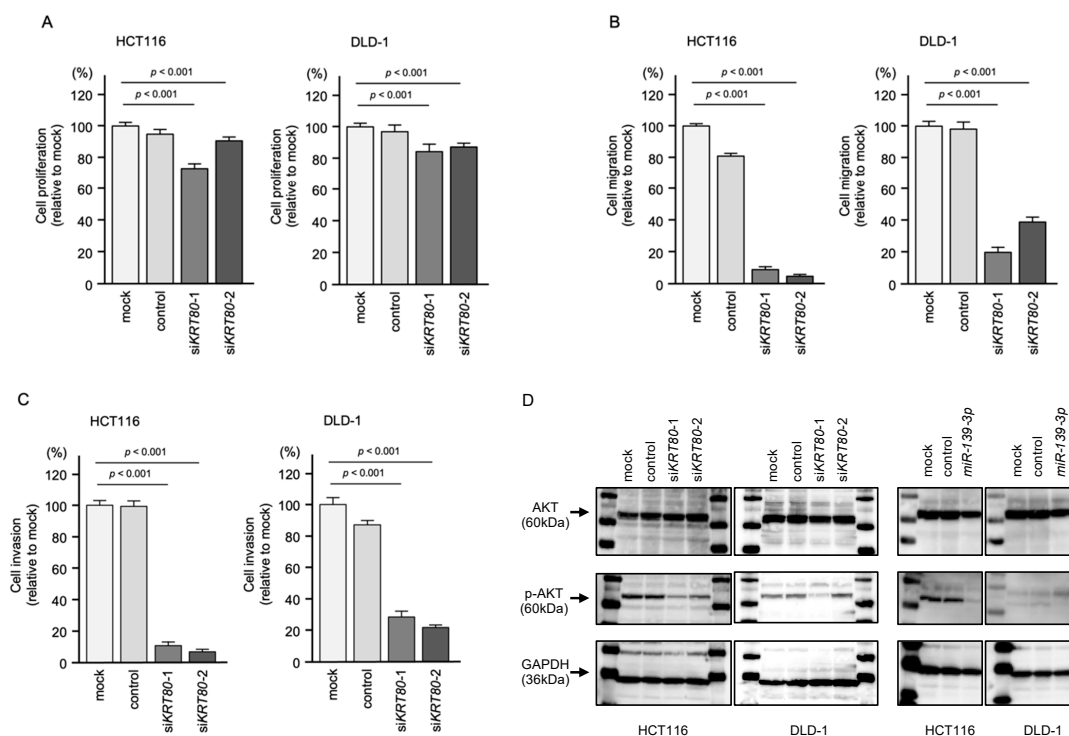 A
HCT116
(%)
p < 0.001
p < 0.001
120
100
80
60
40
20
0
Cell proliferation
(relative to mock)
mock
control
siKRT80-1
siKRT80-2
DLD-1
(%)
p < 0.001
p < 0.001
120
100
80
60
40
20
0
Cell proliferation
(relative to mock)
mock
control
siKRT80-1
siKRT80-2
B
HCT116
(%)
p < 0.001
p < 0.001
120
100
80
60
40
20
0
Cell migration
(relative to mock)
mock
control
siKRT80-1
siKRT80-2
DLD-1
(%)
p < 0.001
p < 0.001
120
100
80
60
40
20
0
Cell migration
(relative to mock)
mock
control
siKRT80-1
siKRT80-2
C
HCT116
(%)
p < 0.001
p < 0.001
120
100
80
60
40
20
0
Cell invasion
(relative to mock)
mock
control
siKRT80-1
siKRT80-2
DLD-1
(%)
p < 0.001
p < 0.001
120
100
80
60
40
20
0
Cell invasion
(relative to mock)
mock
control
siKRT80-1
siKRT80-2
D
mock
control
siKRT80-1
siKRT80-2
mock
control
siKRT80-1
siKRT80-2
mock
control
miR-139-3p
mock
control
miR-139-3p
AKT
(60kDa)
p-AKT
(60kDa)
GAPDH
(36kDa)
HCT116
DLD-1
HCT116
DLD-1